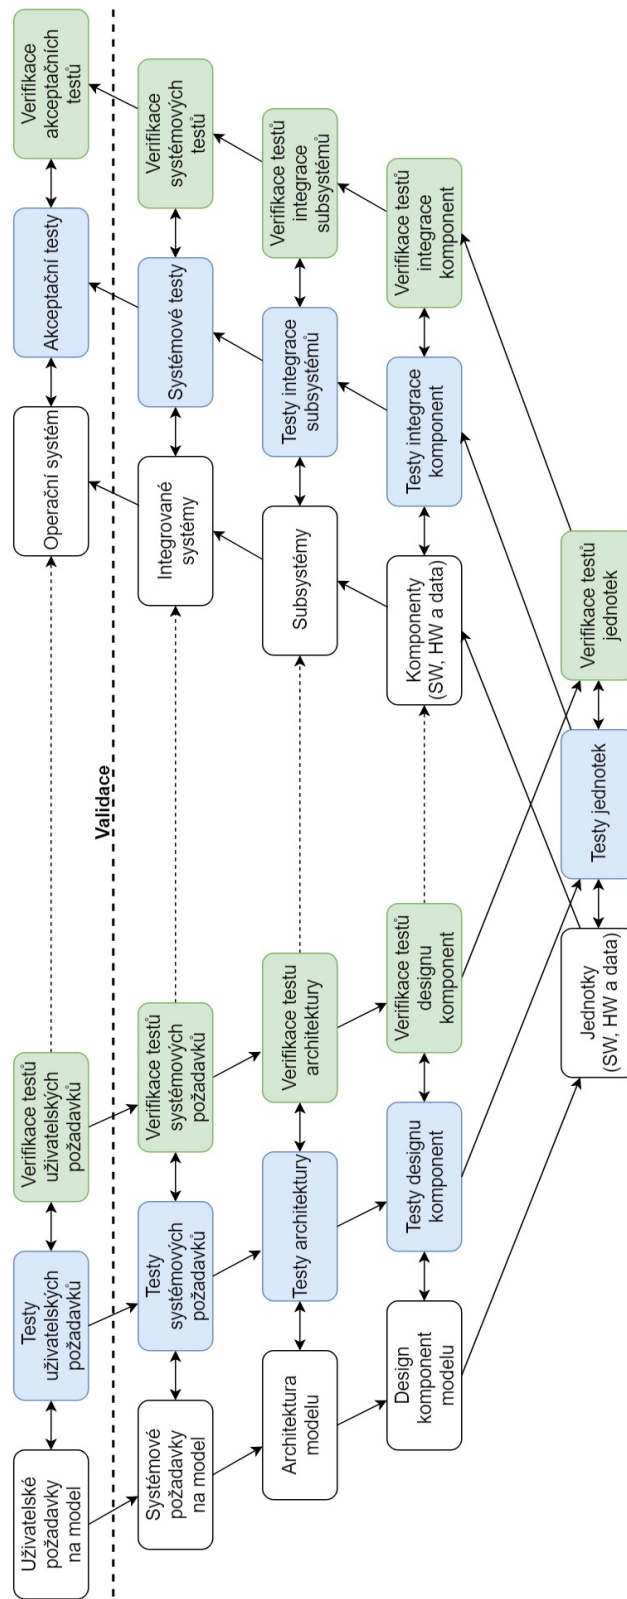 Uživatelské
požadavky
na model
Testy
uživatelských
požadavků
Verifikace testů
uživatelských
požadavků
Operační systém
Akceptační testy
Verifikace
akceptačních
testů
Validace
Systémové
požadavky
na model
Testy
systémových
požadavků
Verifikace testů
systémových
požadavků
Integrované
systémy
Systémové testy
Verifikace
systémových
testů
Architektura
modelu
Testy architektury
Verifikace testu
architektury
Subsystémy
Testy integrace
subsystémů
Verifikace testů
integrace
subsystémů
Design
komponent
modelu
Testy designu
komponent
Verifikace testů
designu
komponent
Komponenty
(SW, HW a data)
Testy integrace
komponent
Verifikace testů
integrace
komponent
Jednotky
(SW, HW a data)
Testy jednotek
Verifikace testů
jednotek